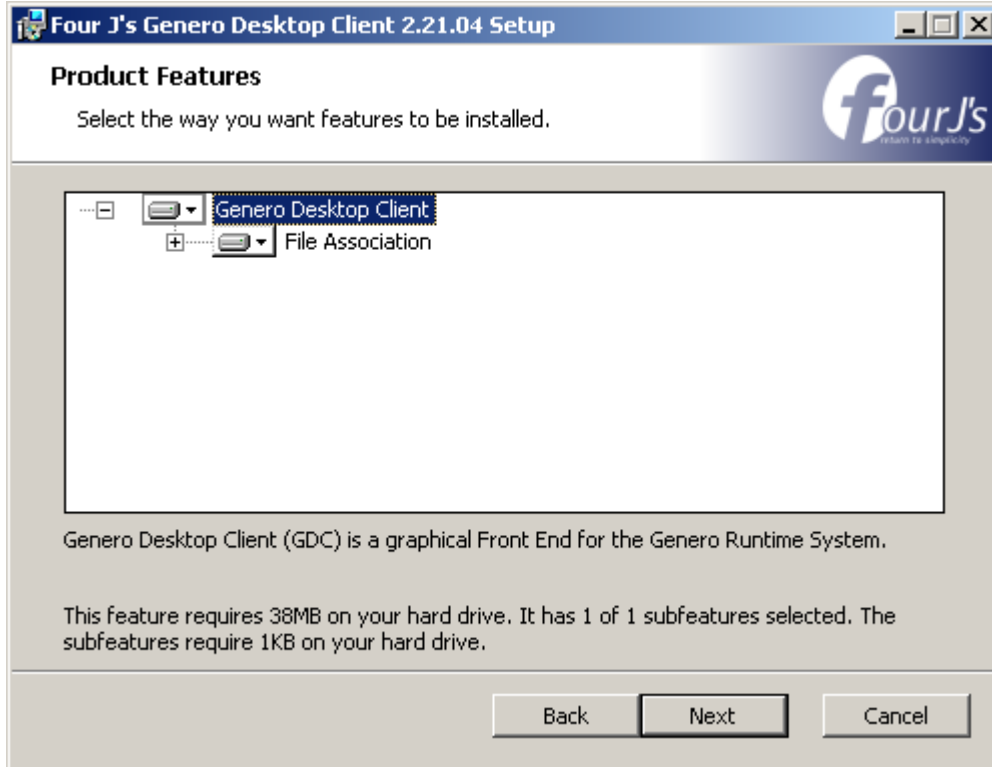 Four J's Genero Desktop Client 2.21.04 Setup
Product Features
Select the way you want features to be installed.
fourJ's
return to simplicity
Genero Desktop Client
File Association
Genero Desktop Client (GDC) is a graphical Front End for the Genero Runtime System.
This feature requires 38MB on your hard drive. It has 1 of 1 subfeatures selected. The
subfeatures require 1KB on your hard drive.
Back Next Cancel